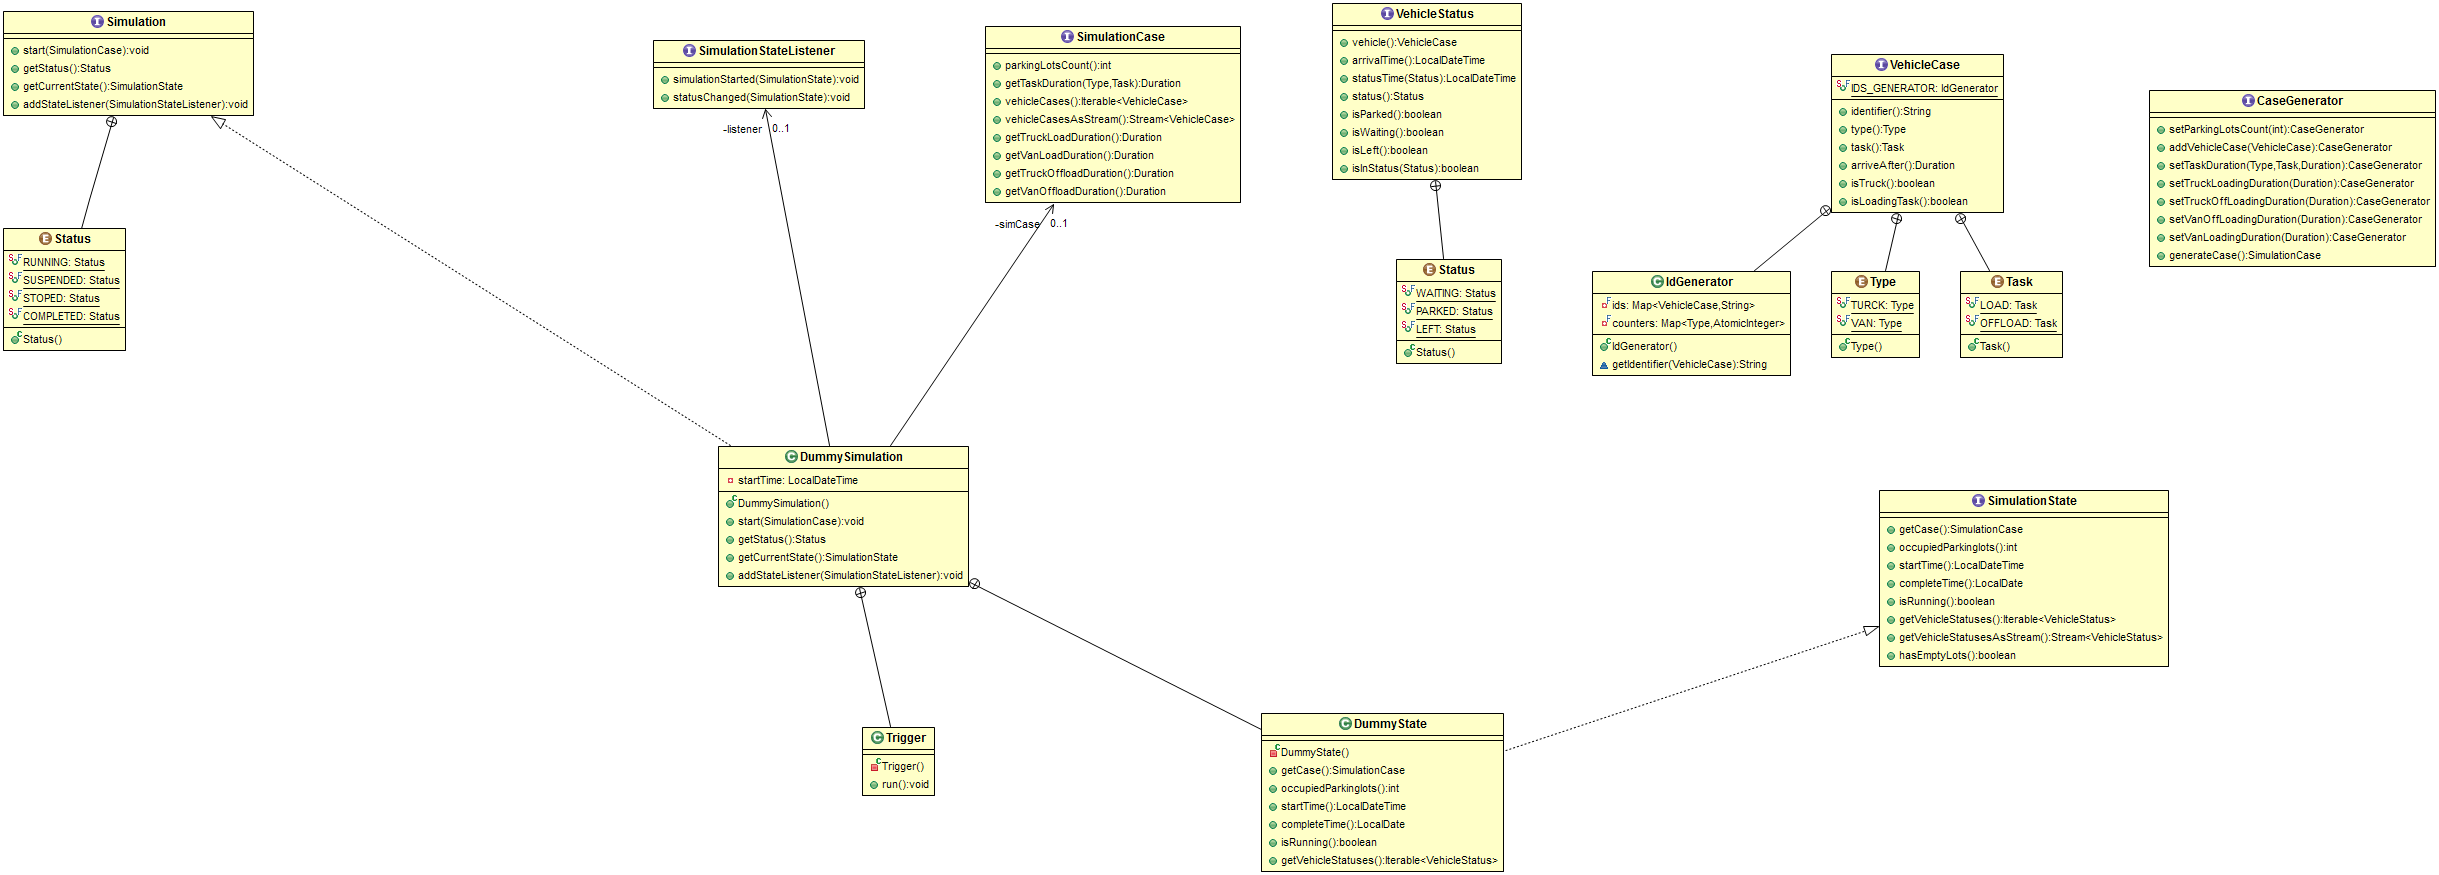 Simulation
start(SimulationCase):void
getStatus():Status
getCurrentState():SimulationState
addStateListener(SimulationStateListener):void
Status
RUNNING: Status
SUSPENDED: Status
STOPED: Status
COMPLETED: Status
Status()
SimulationStateListener
simulationStarted(SimulationState):void
statusChanged(SimulationState):void
-listener
0..1
SimulationCase
parkingLotsCount():int
getTaskDuration(Type,Task):Duration
vehicleCases():Iterable<VehicleCase>
vehicleCasesAsStream():Stream<VehicleCase>
getTruckLoadDuration():Duration
getVanLoadDuration():Duration
getTruckOffloadDuration():Duration
getVanOffloadDuration():Duration
-simCase
0..1
VehicleStatus
vehicle():VehicleCase
arrivalTime():LocalDateTime
statusTime(Status):LocalDateTime
status():Status
isParked():boolean
isWaiting():boolean
isLeft():boolean
isInStatus(Status):boolean
Status
WAITING: Status
PARKED: Status
LEFT: Status
Status()
VehicleCase
IDS_GENERATOR: IdGenerator
identifier():String
type():Type
task():Task
arriveAfter():Duration
isTruck():boolean
isLoadingTask():boolean
IdGenerator
ids: Map<VehicleCase,String>
counters: Map<Type,AtomicInteger>
IdGenerator()
getIdentifier(VehicleCase):String
Type
TURCK: Type
VAN: Type
Type()
Task
LOAD: Task
OFFLOAD: Task
Task()
CaseGenerator
setParkingLotsCount(int):CaseGenerator
addVehicleCase(VehicleCase):CaseGenerator
setTaskDuration(Type,Task,Duration):CaseGenerator
setTruckLoadingDuration(Duration):CaseGenerator
setTruckOffLoadingDuration(Duration):CaseGenerator
setVanOffLoadingDuration(Duration):CaseGenerator
setVanLoadingDuration(Duration):CaseGenerator
generateCase():SimulationCase
DummySimulation
startTime: LocalDateTime
DummySimulation()
start(SimulationCase):void
getStatus():Status
getCurrentState():SimulationState
addStateListener(SimulationStateListener):void
SimulationState
getCase():SimulationCase
occupiedParkinglots():int
startTime():LocalDateTime
completeTime():LocalDate
isRunning():boolean
getVehicleStatuses():Iterable<VehicleStatus>
getVehicleStatusesAsStream():Stream<VehicleStatus>
hasEmptyLots():boolean
Trigger
Trigger()
run():void
DummyState
DummyState()
getCase():SimulationCase
occupiedParkinglots():int
startTime():LocalDateTime
completeTime():LocalDate
isRunning():boolean
getVehicleStatuses():Iterable<VehicleStatus>